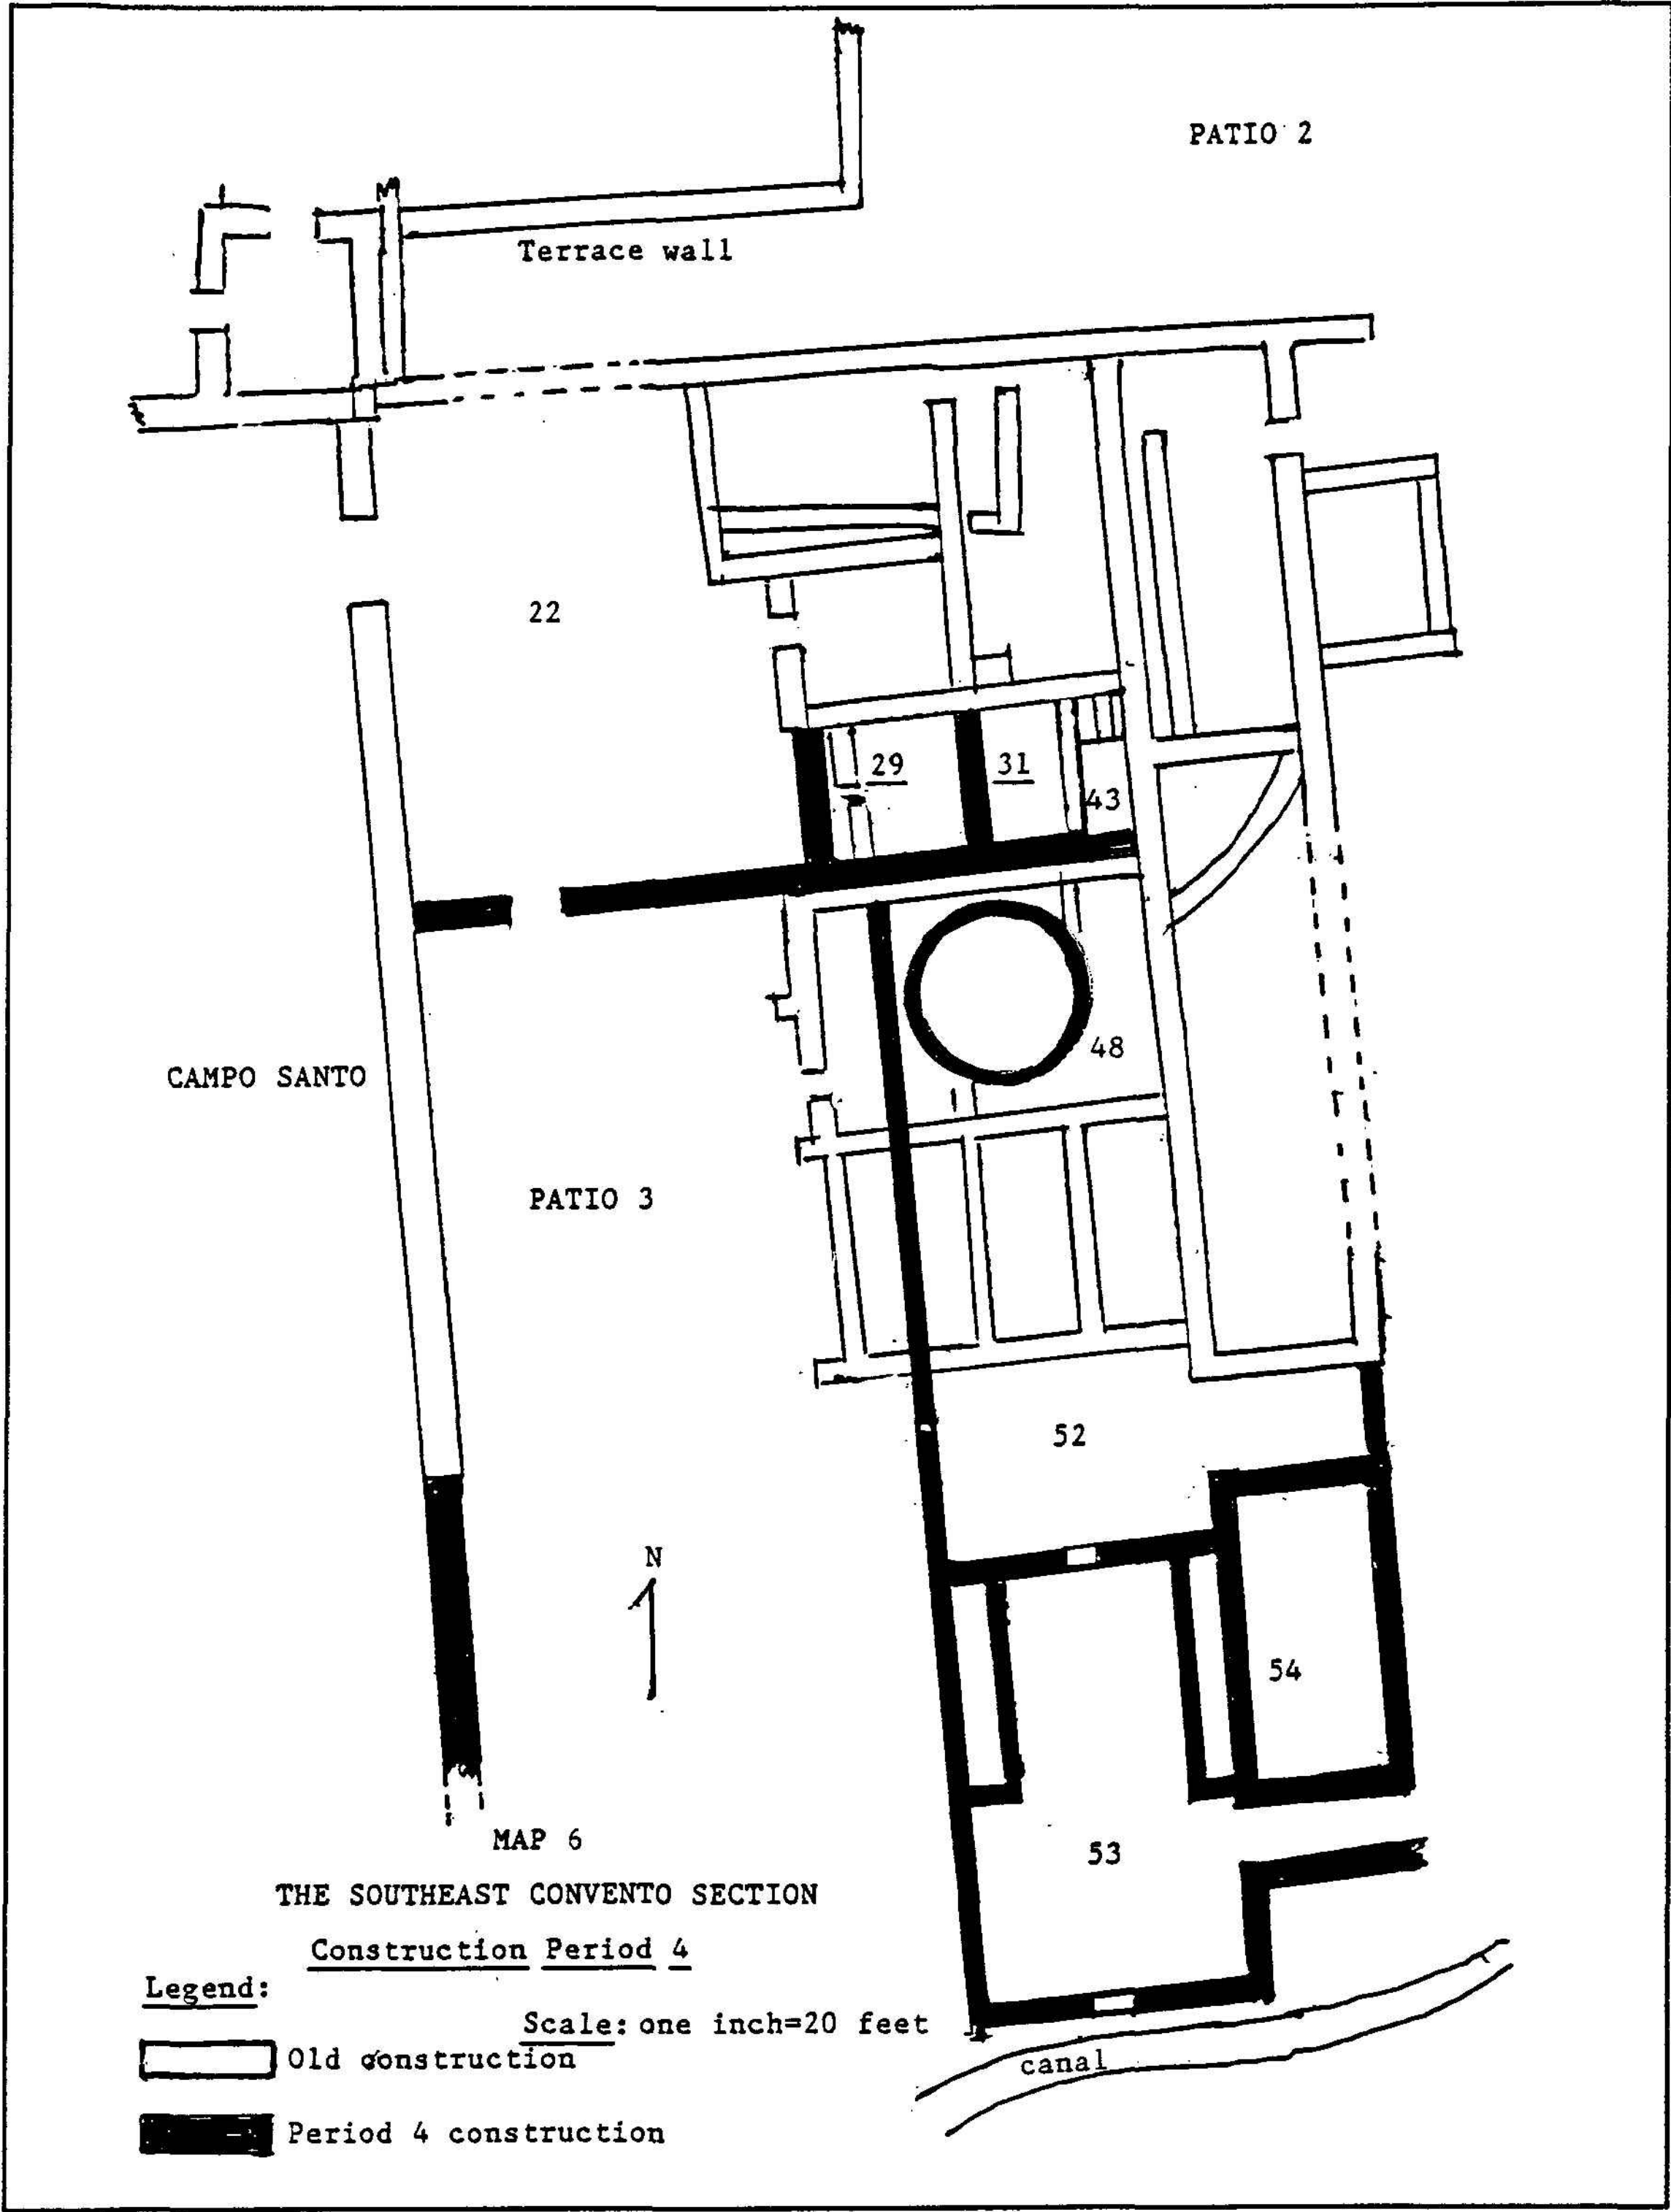 PATIO 2
Terrace wall
22
29
31
43
48
CAMPO SANTO
PATIO 3
52
N
54
53
MAP 6
THE SOUTHEAST CONVENTO SECTION
Construction Period 4
Legend:
Scale: one inch=20 feet
Old construction
canal
Period 4 construction